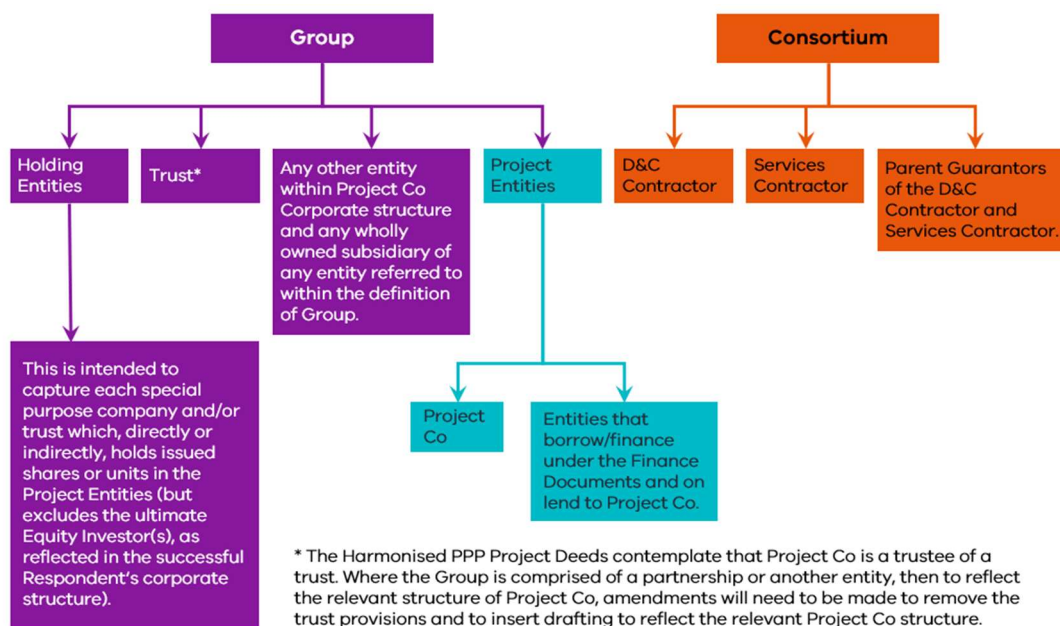 Group
Consortium
Holding
Entities
Trust*
Any other entity
within Project Co
Corporate structure
and any wholly
owned subsidiary of
any entity referred to
within the definition
of Group.
Project
Entities
D&C
Contractor
Services
Contractor
Parent Guarantors
of the D&C
Contractor and
Services Contractor.
This is intended to
capture each special
purpose company and/or
trust which, directly or
indirectly, holds issued
shares or units in the
Project Entities (but
excludes the ultimate
Equity Investor(s), as
reflected in the successful
Respondent's corporate
structure).
Project
Co
Entities that
borrow/finance
under the Finance
Documents and on
lend to Project Co.
* The Harmonised PPP Project Deeds contemplate that Project Co is a trustee of a
trust. Where the Group is comprised of a partnership or another entity, then to reflect
the relevant structure of Project Co, amendments will need to be made to remove the
trust provisions and to insert drafting to reflect the relevant Project Co structure.